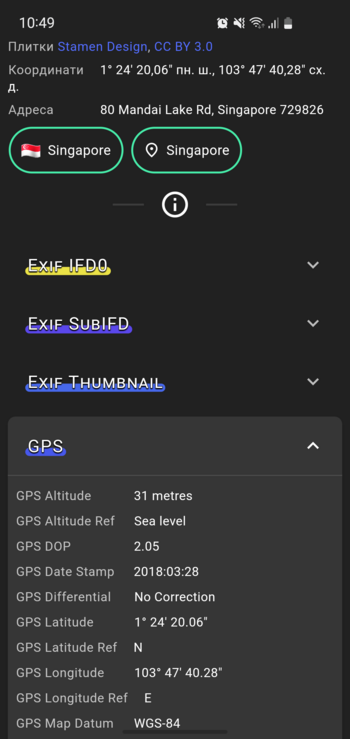 10:49
Плитки Stamen Design, CC BY 3.0
Координати 1° 24' 20,06" пн. ш., 103° 47' 40,28" сх.
д.
Адреса 80 Mandai Lake Rd, Singapore 729826
Singapore Singapore
Exif IFD0
Exif SubIFD
Exif Thumbnail
GPS
GPS Altitude 31 metres
GPS Altitude Ref Sea level
GPS DOP 2.05
GPS Date Stamp 2018:03:28
GPS Differential No Correction
GPS Latitude 1° 24' 20.06"
GPS Latitude Ref N
GPS Longitude 103° 47' 40.28"
GPS Longitude Ref E
GPS Map Datum WGS-84